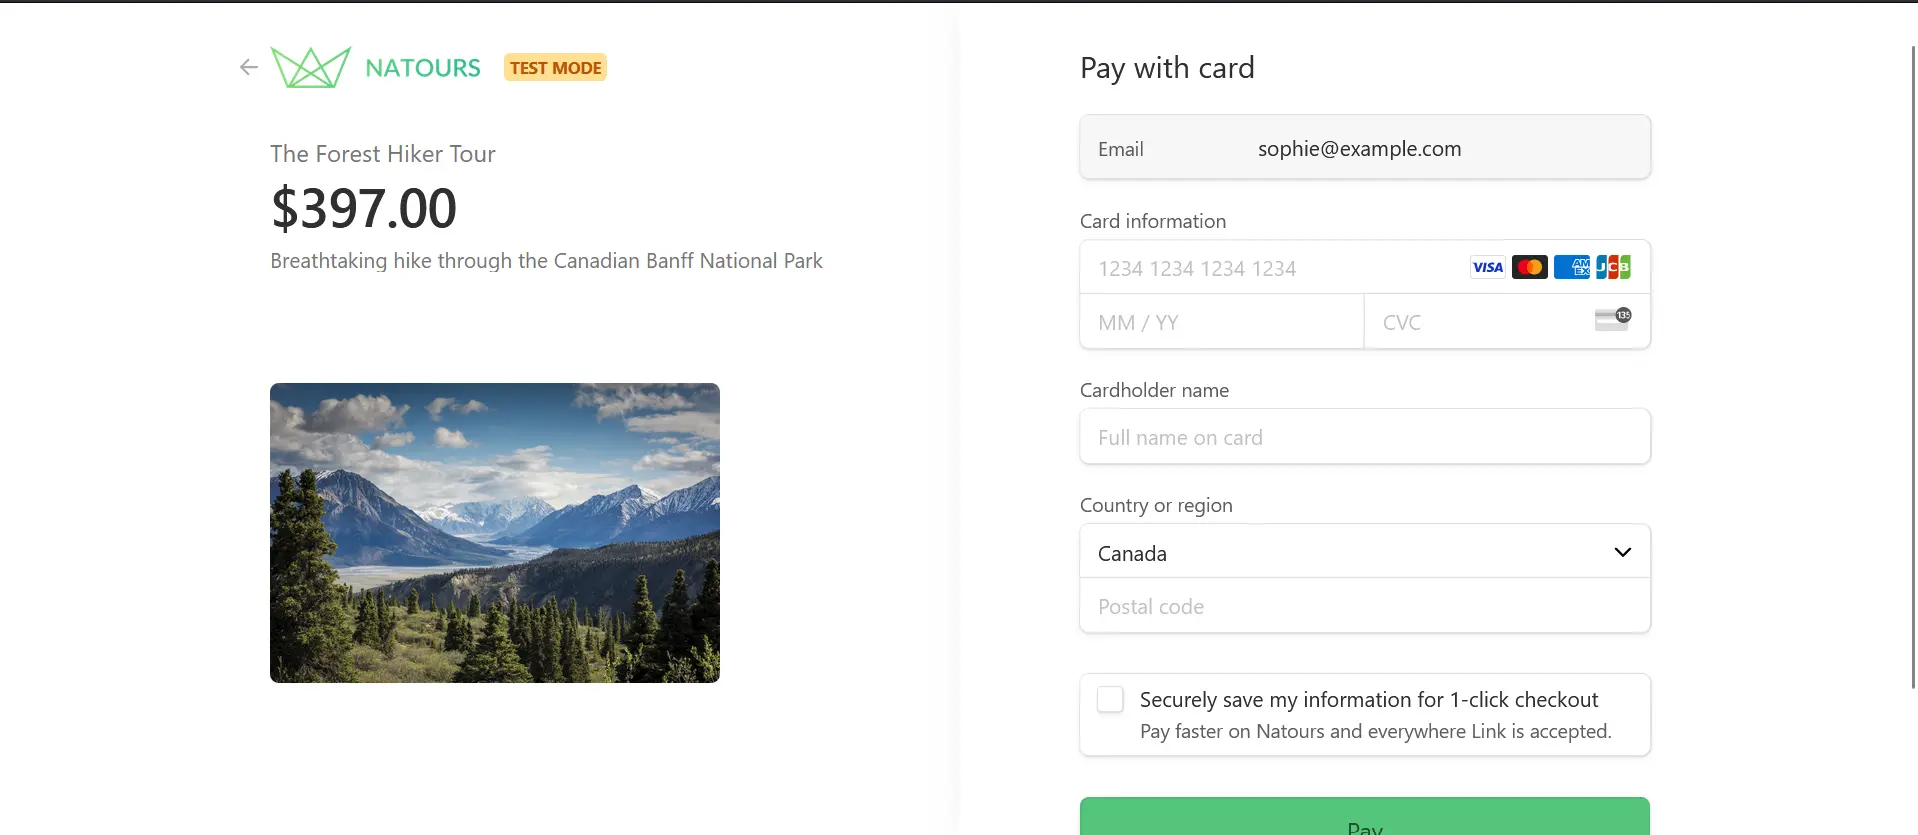 NATOURS TEST MODE
The Forest Hiker Tour
$397.00
Breathtaking hike through the Canadian Banff National Park
Pay with card
Email sophie@example.com
Card information
1234 1234 1234 1234 VISA AMEX JCB
MM / YY CVC 135
Cardholder name
Full name on card
Country or region
Canada
Postal code
Securely save my information for 1-click checkout
Pay faster on Natours and everywhere Link is accepted.
Pay